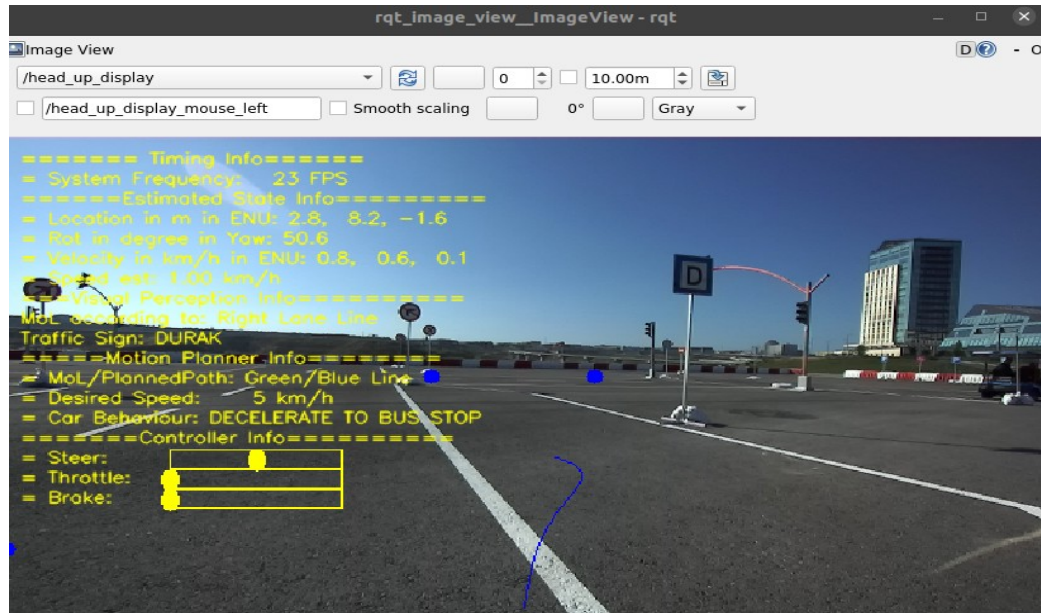 rqt_image_view__ImageView - rqt
Image View
D
- O
/head_up_display
0
10.00m
/head_up_display_mouse_left
Smooth scaling
0°
Gray
======= Timing Info======
= System Frequency: 23 FPS
======Estimated State Info=========
= Location in m in ENU: 2.8, 8.2, -1.6
= Rot in degree in Yaw: 50.6
= Velocity in km/h in ENU: 0.8, 0.6, 0.1
= Speed est: 1.00 km/h
===Visual Perception Info==========
MoL according to: Right Lane Line
Traffic Sign: DURAK
=====Motion Planner Info========
= MoL/PlannedPath: Green/Blue Line
= Desired Speed: 5 km/h
= Car Behaviour: DECELERATE TO BUS STOP
=======Controller Info==========
= Steer:
= Throttle:
= Brake:
D